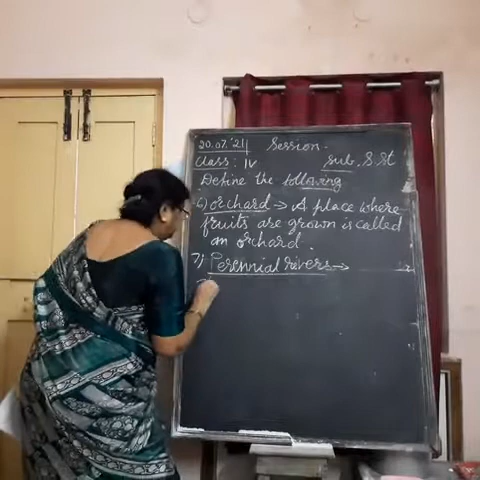 20.07.'21 Session.
Class: IV Sub. S.St
Define the following
6) Orchard → A place where
fruits are grown is called
an orchard.
7) Perennial rivers →